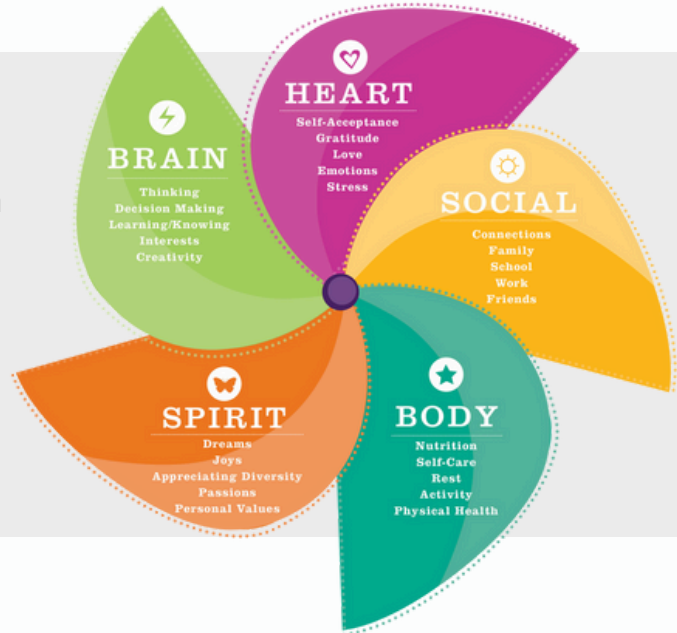 HEART
Self-Acceptance
Gratitude
Love
Emotions
Stress
BRAIN
Thinking
Decision Making
Learning/Knowing
Interests
Creativity
SOCIAL
Connections
Family
School
Work
Friends
SPIRIT
Dreams
Joys
Appreciating Diversity
Passions
Personal Values
BODY
Nutrition
Self-Care
Rest
Activity
Physical Health